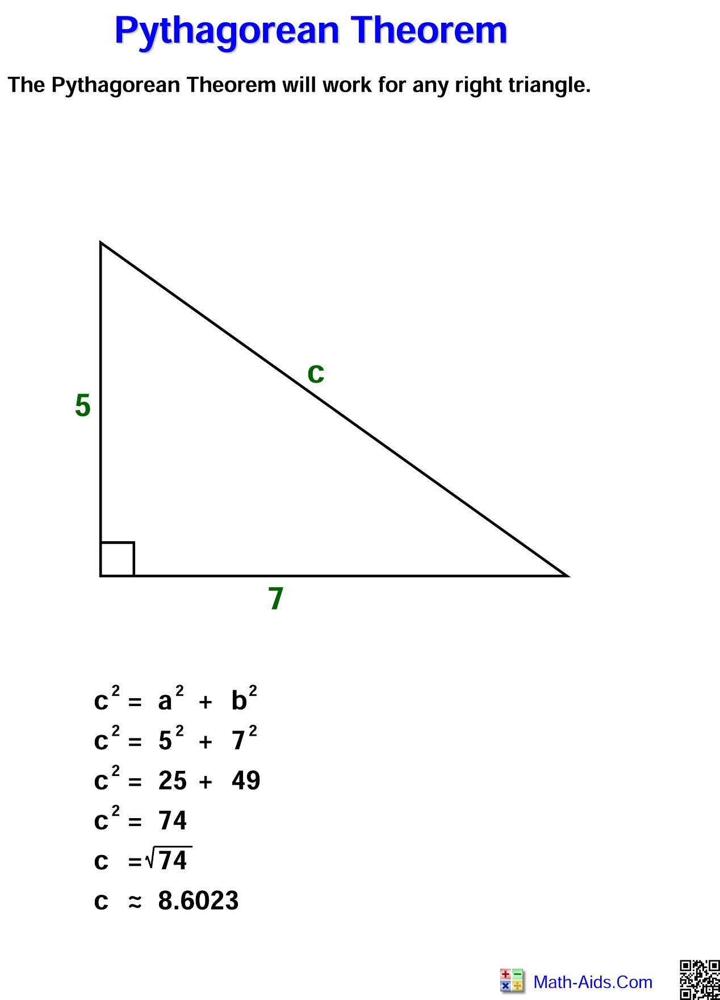 Pythagorean Theorem
The Pythagorean Theorem will work for any right triangle.
c
5
7
c² = a² + b²
c² = 5² + 7²
c² = 25 + 49
c² = 74
c = √74
c ≈ 8.6023
Math-Aids.Com